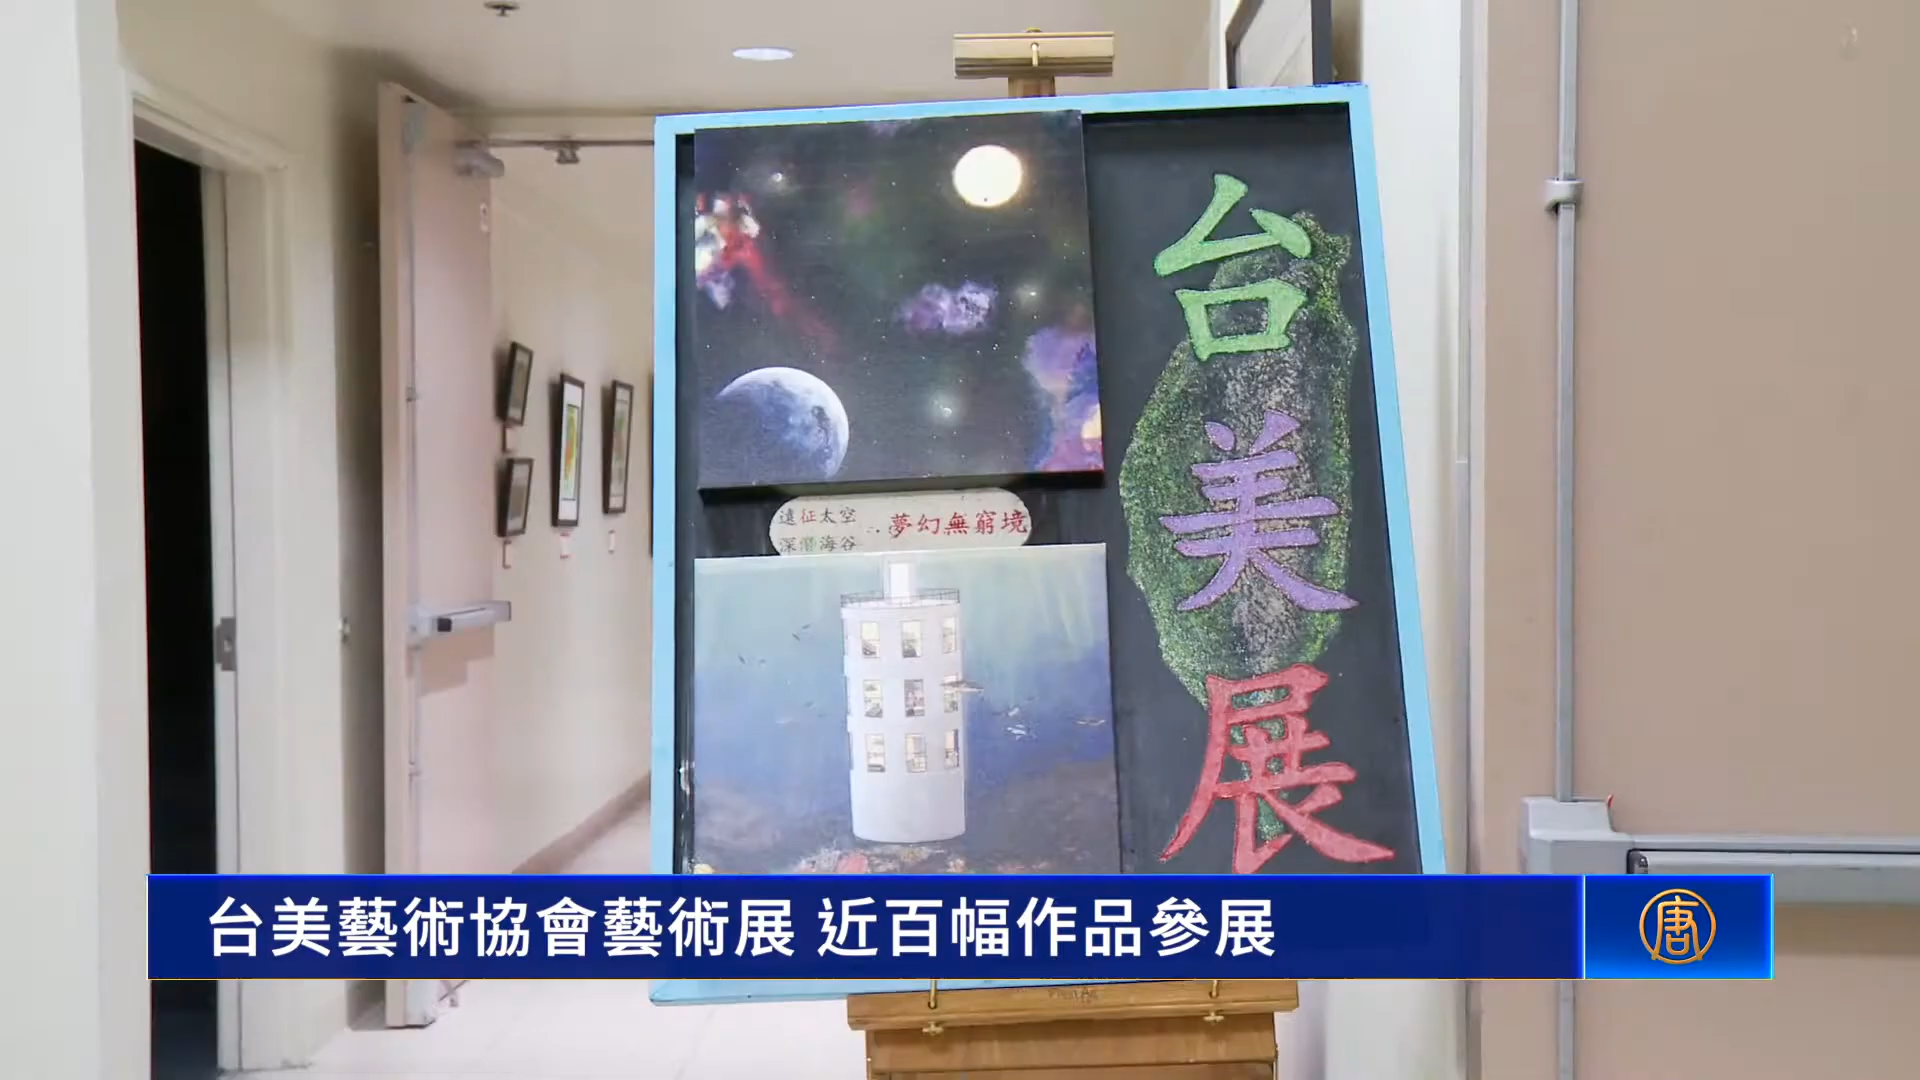 台美展
遠征太空
深潛海谷
夢幻無窮境
台美藝術協會藝術展 近百幅作品參展
唐